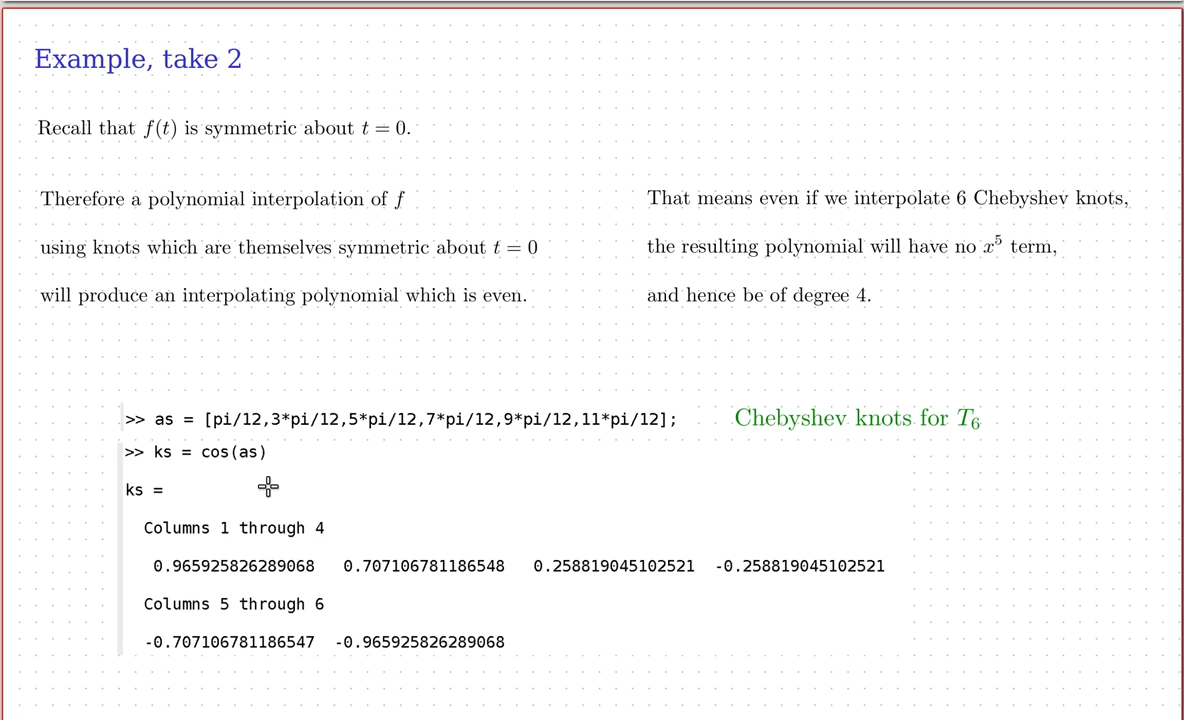 Example, take 2
Recall that f(t) is symmetric about t = 0.
Therefore a polynomial interpolation of f
using knots which are themselves symmetric about t = 0
will produce an interpolating polynomial which is even.
That means even if we interpolate 6 Chebyshev knots,
the resulting polynomial will have no x⁵ term,
and hence be of degree 4.
>> as = [pi/12,3*pi/12,5*pi/12,7*pi/12,9*pi/12,11*pi/12];
Chebyshev knots for T₆
>> ks = cos(as)
ks =
Columns 1 through 4
0.965925826289068 0.707106781186548 0.258819045102521 -0.258819045102521
Columns 5 through 6
-0.707106781186547 -0.965925826289068